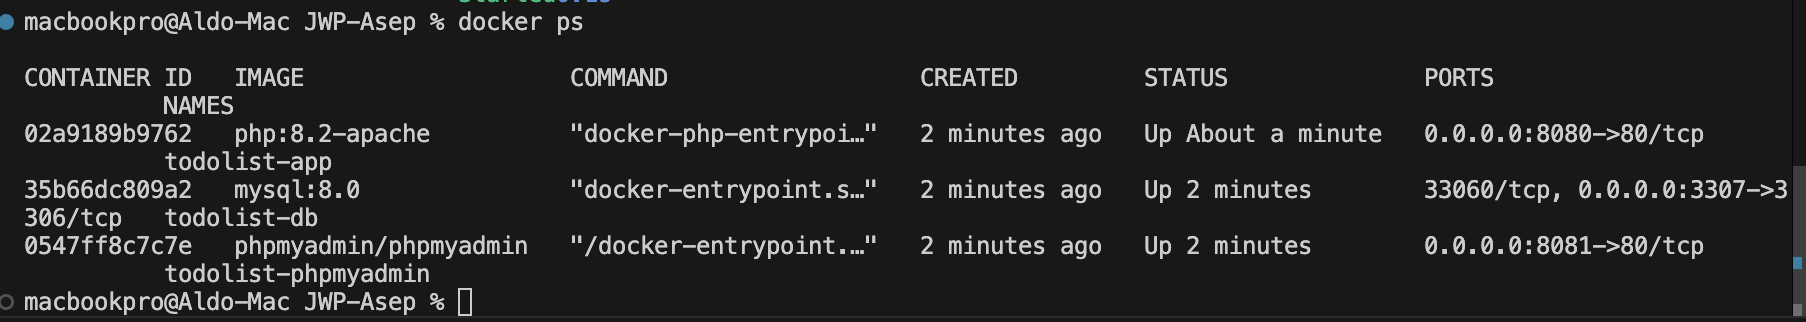 macbookpro@Aldo-Mac JWP-Asep % docker ps
CONTAINER ID   IMAGE                   COMMAND                  CREATED         STATUS              PORTS
          NAMES
02a9189b9762   php:8.2-apache          "docker-php-entrypoi…"   2 minutes ago   Up About a minute   0.0.0.0:8080->80/tcp
          todolist-app
35b66dc809a2   mysql:8.0               "docker-entrypoint.s…"   2 minutes ago   Up 2 minutes        33060/tcp, 0.0.0.0:3307->3
306/tcp   todolist-db
0547ff8c7c7e   phpmyadmin/phpmyadmin   "/docker-entrypoint.…"   2 minutes ago   Up 2 minutes        0.0.0.0:8081->80/tcp
          todolist-phpmyadmin
macbookpro@Aldo-Mac JWP-Asep %